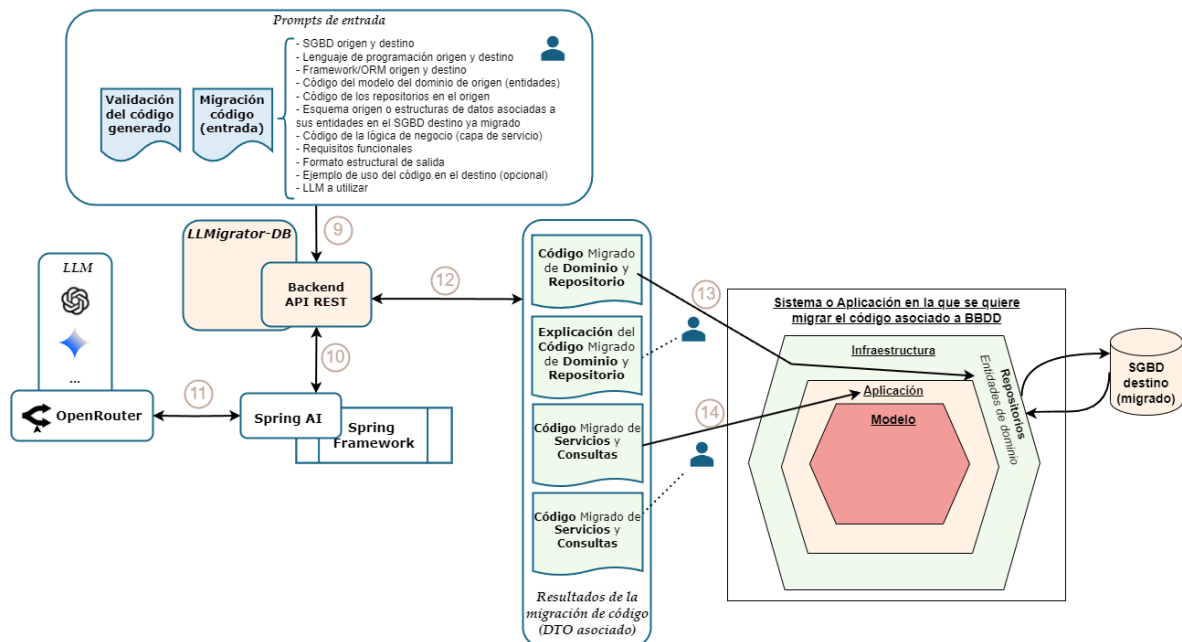 Prompts de entrada
- SGBD origen y destino
- Lenguaje de programación origen y destino
- Framework/ORM origen y destino
- Código del modelo del dominio de origen (entidades)
- Código de los repositorios en el origen
- Esquema origen o estructuras de datos asociadas a
sus entidades en el SGBD destino ya migrado
- Código de la lógica de negocio (capa de servicio)
- Requisitos funcionales
- Formato estructural de salida
- Ejemplo de uso del código en el destino (opcional)
- LLM a utilizar
Validación
del código
generado
Migración
código
(entrada)
9
LLMigrator-DB
Backend
API REST
12
10
LLM
...
OpenRouter
11
Spring AI
Spring
Framework
Código Migrado
de Dominio y
Repositorio
Explicación del
Código Migrado
de Dominio y
Repositorio
Código Migrado de
Servicios y
Consultas
Código Migrado de
Servicios y
Consultas
Resultados de la
migración de código
(DTO asociado)
13
14
Sistema o Aplicación en la que se quiere
migrar el código asociado a BBDD
Infraestructura
Aplicación
Modelo
Repositorios
Entidades de dominio
SGBD
destino
(migrado)